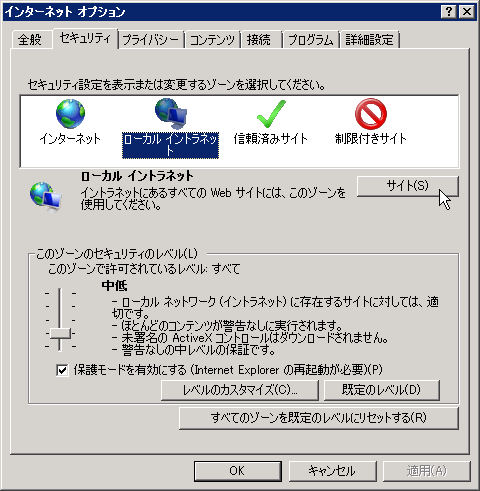 インターネット オプション
全般
セキュリティ
プライバシー
コンテンツ
接続
プログラム
詳細設定
セキュリティ設定を表示または変更するゾーンを選択してください。
インターネット
ローカル イントラネッ
ト
信頼済みサイト
制限付きサイト
ローカル イントラネット
イントラネットにあるすべての Web サイトには、このゾーンを
使用してください。
サイト(S)
このゾーンのセキュリティのレベル(L)
このゾーンで許可されているレベル: すべて
中低
- ローカル ネットワーク (イントラネット) に存在するサイトに対しては、適
切です。
- ほとんどのコンテンツが警告なしに実行されます。
- 未署名の ActiveX コントロールはダウンロードされません。
- 警告なしの中レベルの保証です。
保護モードを有効にする (Internet Explorer の再起動が必要)(P)
レベルのカスタマイズ(C)...
既定のレベル(D)
すべてのゾーンを既定のレベルにリセットする(R)
OK
キャンセル
適用(A)